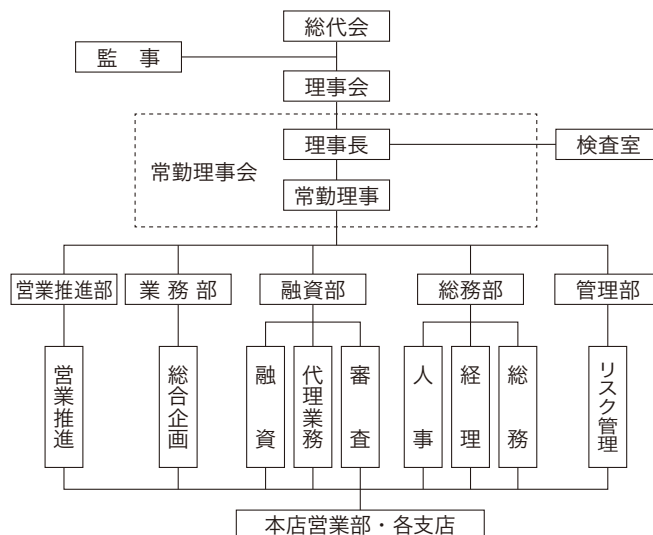 総代会
監　事
理事会
理事長
検査室
常勤理事会
常勤理事
営業推進部
業 務 部
融資部
総務部
管理部
営業推進
総合企画
融　資
代理業務
審　査
人　事
経　理
総　務
リスク管理
本店営業部・各支店